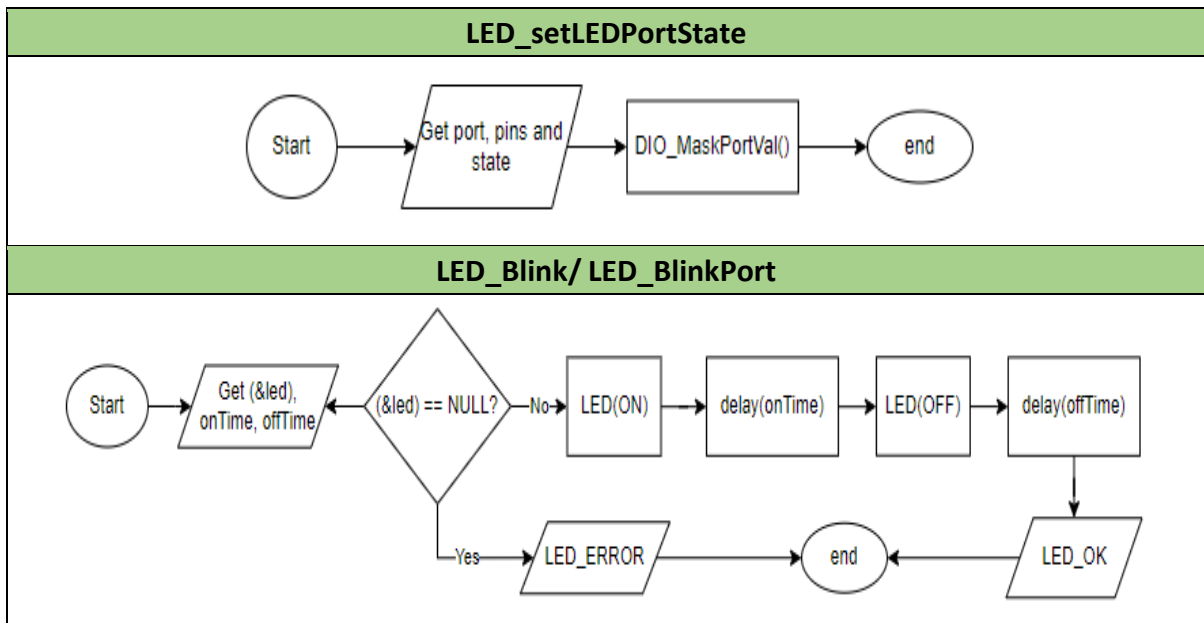 LED_setLEDPortState
Start
Get port, pins and
state
DIO_MaskPortVal()
end
LED_Blink/ LED_BlinkPort
Start
Get (&led),
onTime, offTime
(&led) == NULL?
No
LED(ON)
delay(onTime)
LED(OFF)
delay(offTime)
Yes
LED_ERROR
end
LED_OK